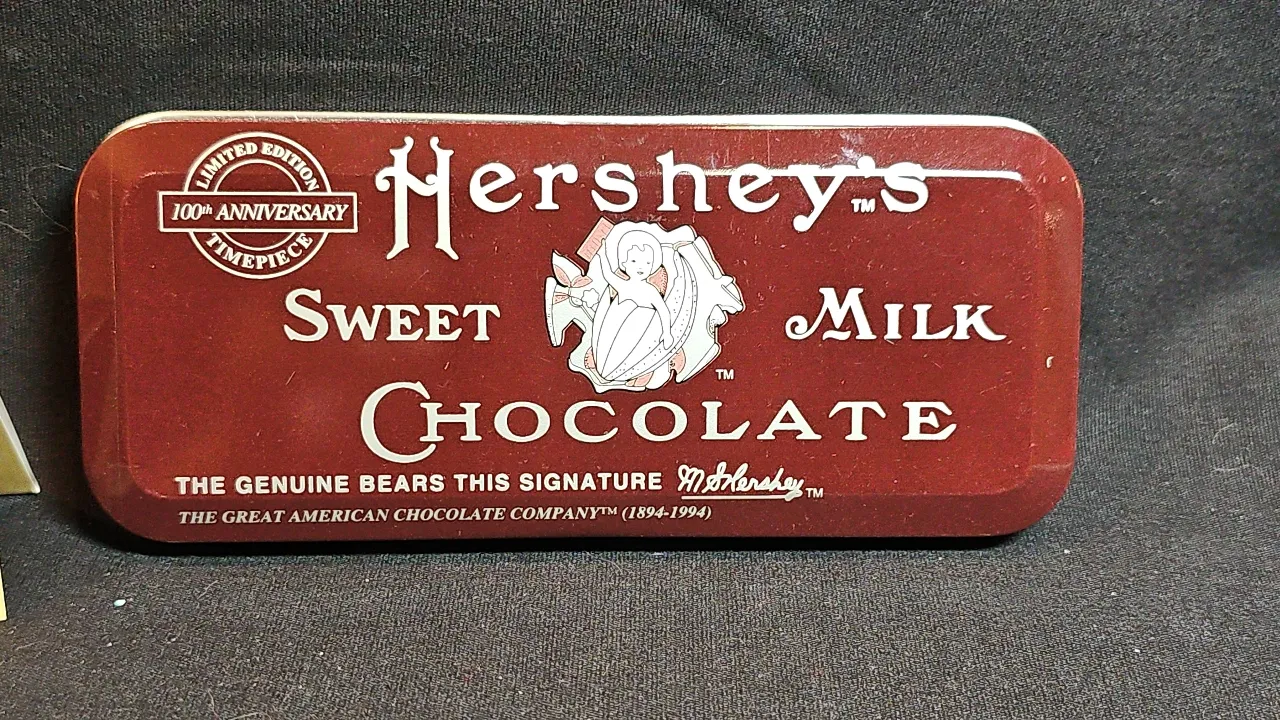 LIMITED EDITION
100th ANNIVERSARY
TIMEPIECE
Hershey's™
SWEET MILK
™
CHOCOLATE
THE GENUINE BEARS THIS SIGNATURE M.S. Hershey™
THE GREAT AMERICAN CHOCOLATE COMPANY™ (1894-1994)